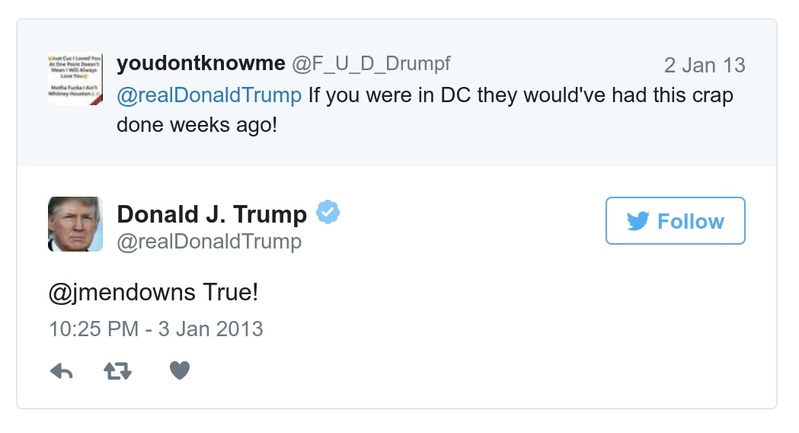 Just Cuz I Loved You
At One Point Doesn't
Mean I Will Always
Love You
Motha Fucka I Ain't
Whitney Houston
youdontknowme @F_U_D_Drumpf 2 Jan 13
@realDonaldTrump If you were in DC they would've had this crap
done weeks ago!
Donald J. Trump
@realDonaldTrump
Follow
@jmendowns True!
10:25 PM - 3 Jan 2013